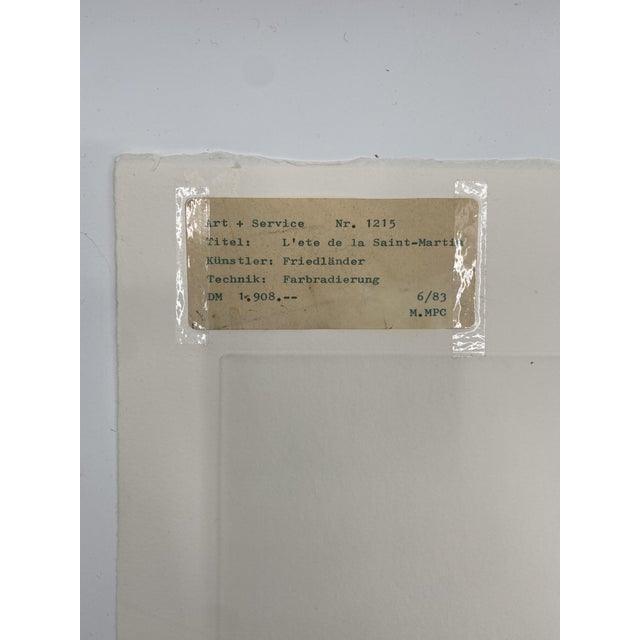 Art + Service Nr. 1215
Titel: L'ete de la Saint-Martin
Künstler: Friedländer
Technik: Farbradierung
DM 1.908.-- 6/83
M.MPC